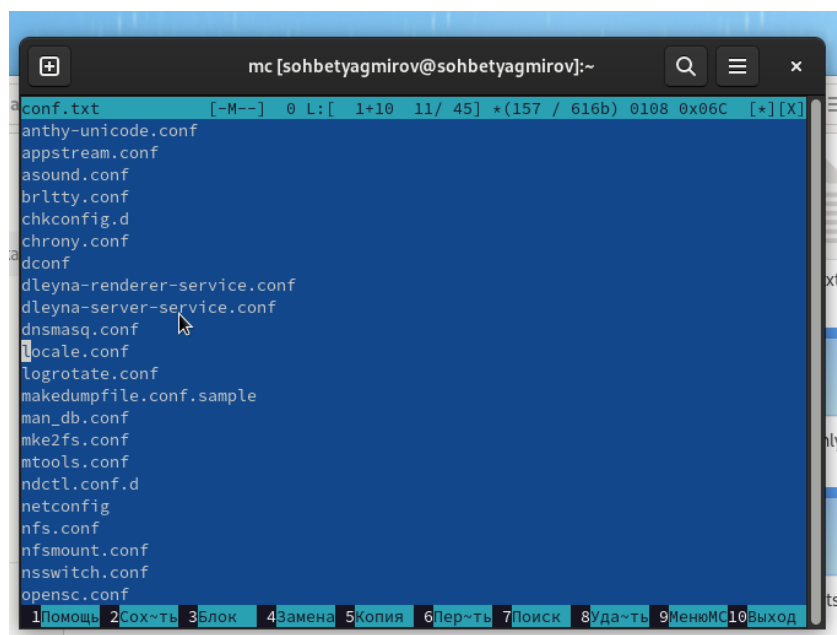 mc [sohbetyagmirov@sohbetyagmirov]:~
conf.txt [-M--] 0 L:[ 1+10 11/ 45] *(157 / 616b) 0108 0x06C [*][X]
anthy-unicode.conf
appstream.conf
asound.conf
brltty.conf
chkconfig.d
chrony.conf
dconf
dleyna-renderer-service.conf
dleyna-server-service.conf
dnsmasq.conf
locale.conf
logrotate.conf
makedumpfile.conf.sample
man_db.conf
mke2fs.conf
mtools.conf
ndctl.conf.d
netconfig
nfs.conf
nfsmount.conf
nsswitch.conf
opensc.conf
1Помощь 2Сох~ть 3Блок 4Замена 5Копия 6Пер~ть 7Поиск 8Уда~ть 9МенюMC10Выход